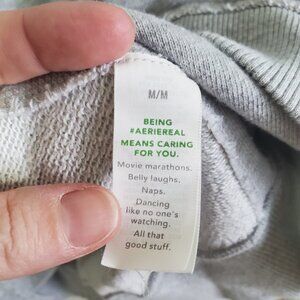 M/M
BEING
#AERIEREAL
MEANS CARING
FOR YOU.
Movie marathons.
Belly laughs.
Naps.
Dancing
like no one's
watching.
All that
good stuff.